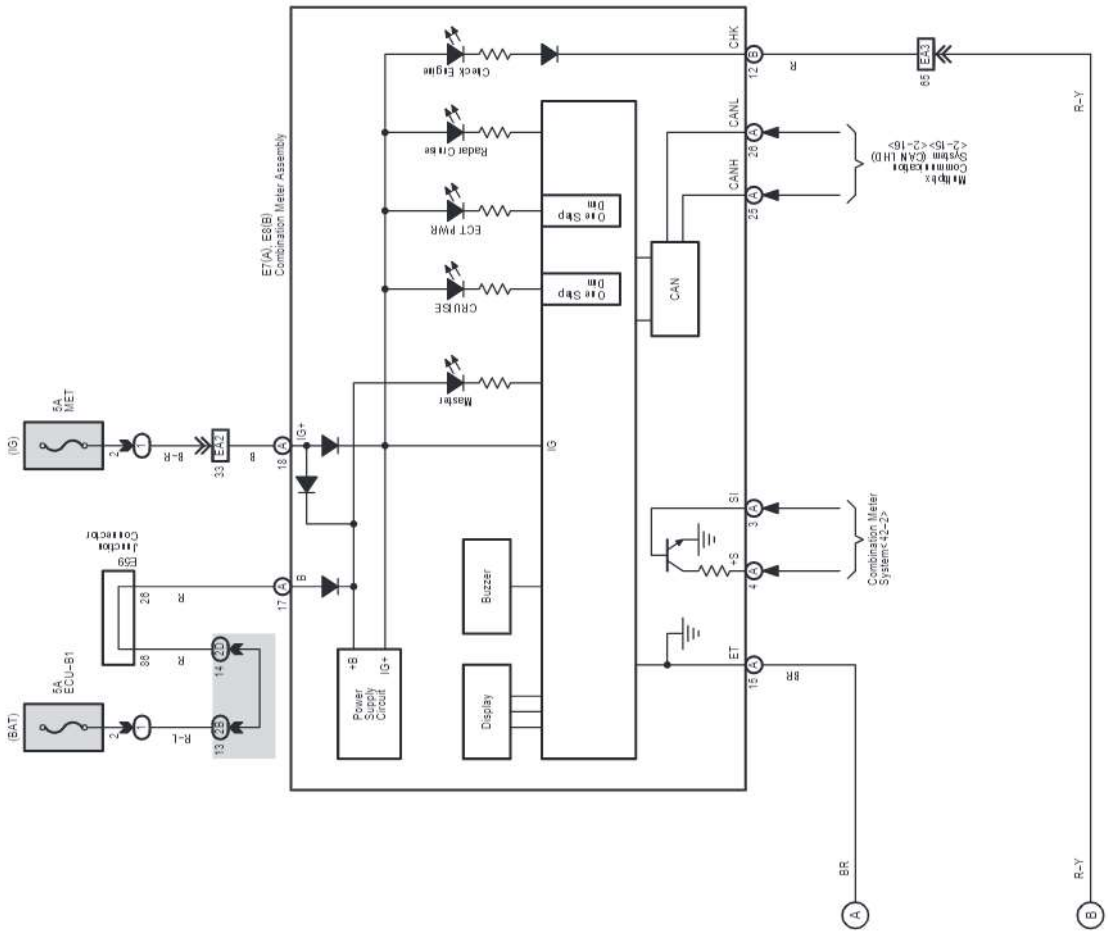 (IG)
5A
MET
2
1
B-R
33
EA2
B
18
A
IG+
(BAT)
5A
ECU-B1
2
1
R-L
13
2B
14
2D
R
E59
Junction
Connector
26
R
17
A
B
E7(A), E8(B)
Combination Meter Assembly
Power
Supply
Circuit
+B
IG+
Master
CRUISE
ECT PWR
Radar Cruise
Check Engine
One Step
Dim
One Step
Dim
IG
Buzzer
Display
CAN
ET
15
A
BR
+S
4
A
SI
3
A
Combination Meter
System<42-2>
CANH
25
A
CANL
26
A
Multiplex
Communication
System (CAN LHD)
<2-15><2-16>
CHK
12
B
R
65
EA3
R-Y
BR
A
R-Y
B